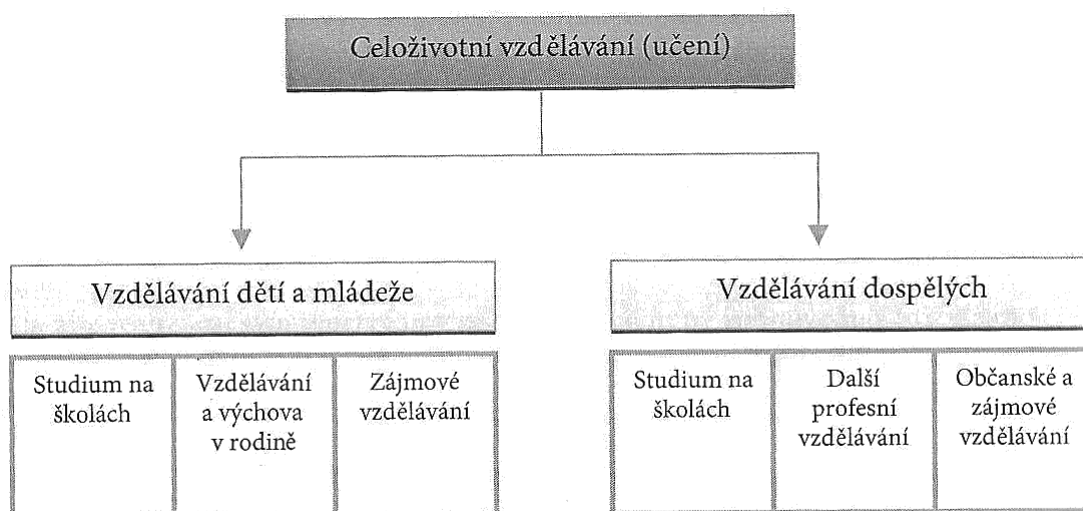 Celoživotní vzdělávání (učení)
Vzdělávání dětí a mládeže
Studium na
školách
Vzdělávání
a výchova
v rodině
Zájmové
vzdělávání
Vzdělávání dospělých
Studium na
školách
Další
profesní
vzdělávání
Občanské a
zájmové
vzdělávání